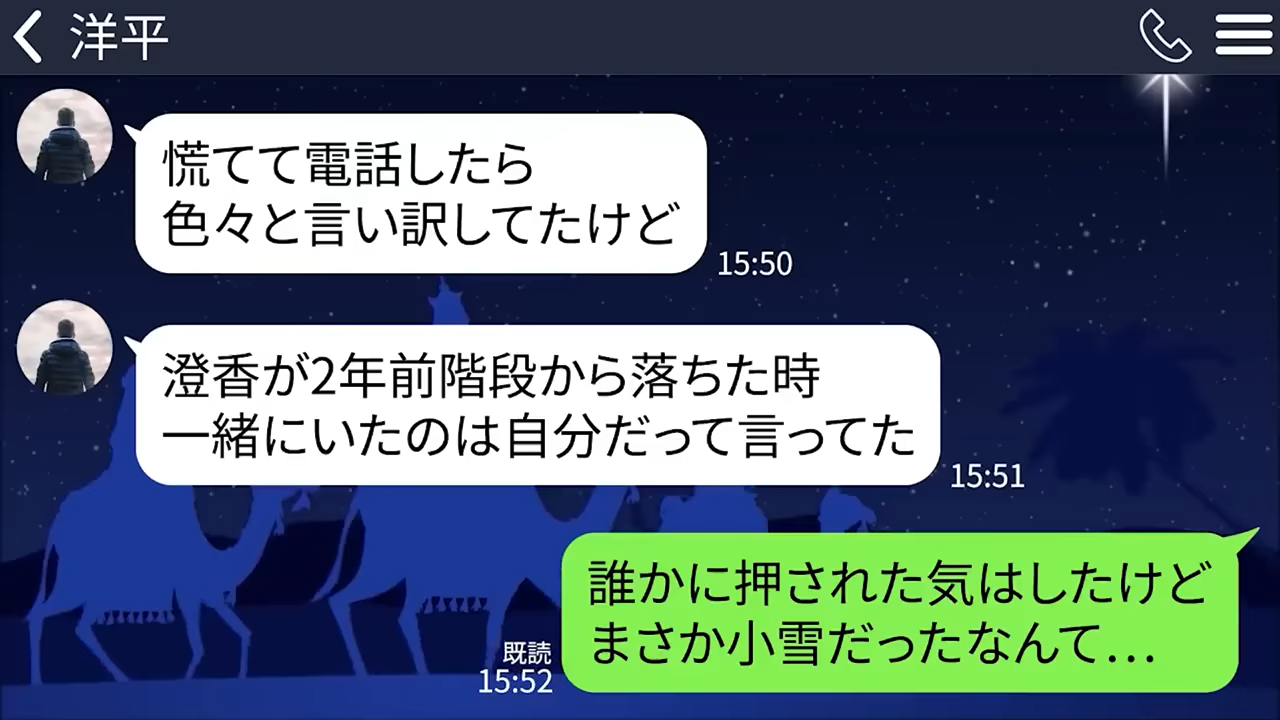 洋平
慌てて電話したら
色々と言い訳してたけど
15:50
澄香が2年前階段から落ちた時
一緒にいたのは自分だって言ってた
15:51
誰かに押された気はしたけど
まさか小雪だったなんて…
既読
15:52